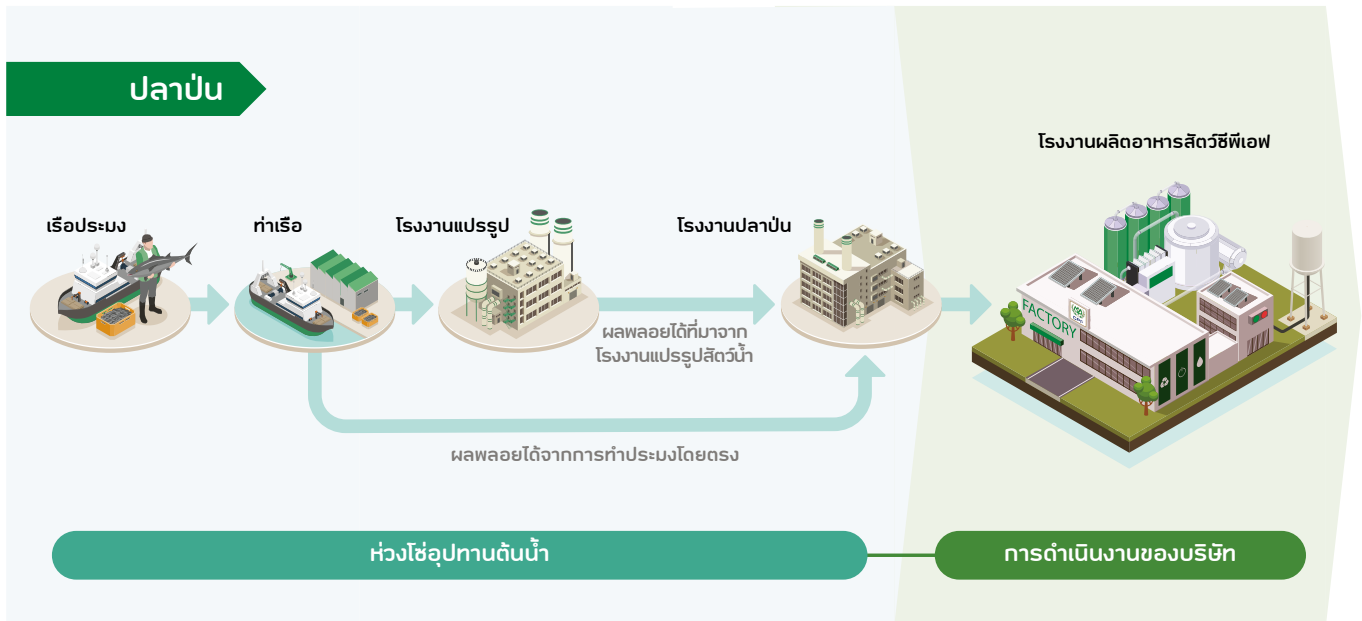 ปลาป่น
โรงงานผลิตอาหารสัตว์ซีพีเอฟ
เรือประมง
ท่าเรือ
โรงงานแปรรูป
โรงงานปลาป่น
FACTORY
ผลพลอยได้ที่มาจาก
โรงงานแปรรูปสัตว์น้ำ
ผลพลอยได้จากการทำประมงโดยตรง
ห่วงโซ่อุปทานต้นน้ำ
การดำเนินงานของบริษัท